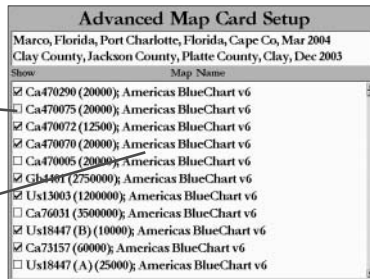 Advanced Map Card Setup
Marco, Florida, Port Charlotte, Florida, Cape Co, Mar 2004
Clay County, Jackson County, Platte County, Clay, Dec 2003
Show Map Name
Ca470290 (20000); Americas BlueChart v6
Ca470075 (20000); Americas BlueChart v6
Ca470072 (12500); Americas BlueChart v6
Ca470070 (20000); Americas BlueChart v6
Ca470005 (20000); Americas BlueChart v6
Gb4401 (2750000); Americas BlueChart v6
Us13003 (1200000); Americas BlueChart v6
Ca76031 (3500000); Americas BlueChart v6
Us18447 (B) (10000); Americas BlueChart v6
Ca73157 (60000); Americas BlueChart v6
Us18447 (A) (25000); Americas BlueChart v6